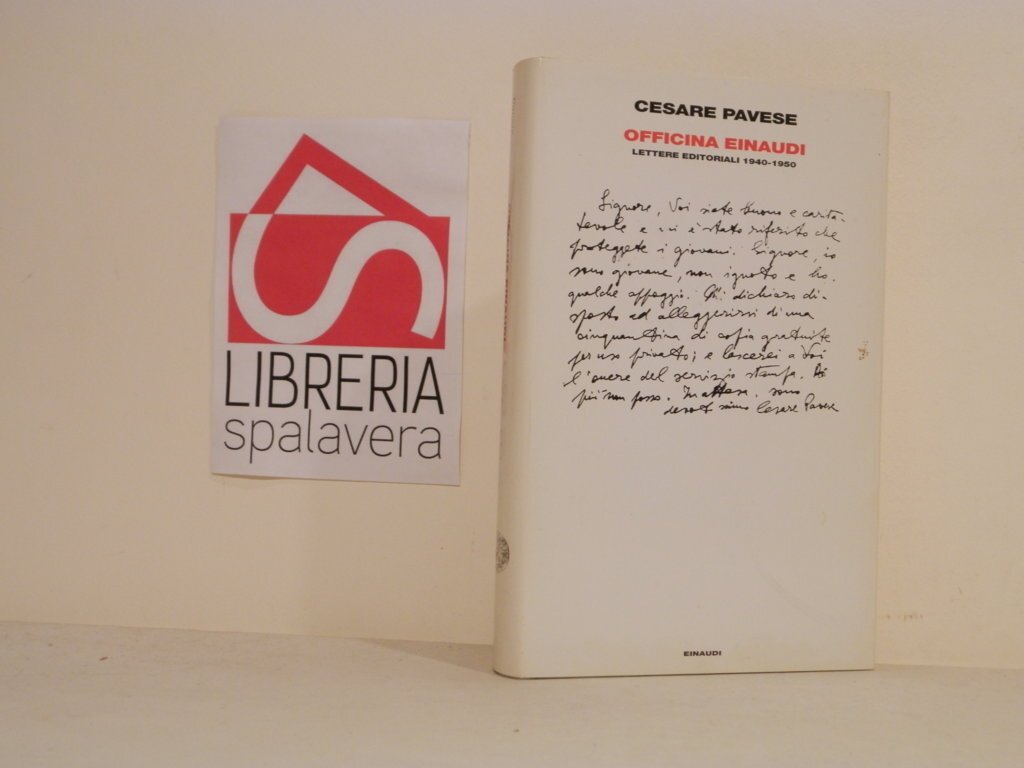 LIBRERIA
spalavera
CESARE PAVESE
OFFICINA EINAUDI
LETTERE EDITORIALI 1940-1950
Signore, Voi siete buono e carita-
tevole e mi è stato riferito che
proteggete i giovani. Signore, io
sono giovane, non ignoto e ho
qualche appoggio. Mi dichiaro di-
sposto ad alleggerirvi di una
cinquantina di copie gratuite
per uso privato; e lascerei a Voi
l'onere del servizio stampa. Di
più non posso. In attesa, sono
Cesare Pavese
EINAUDI